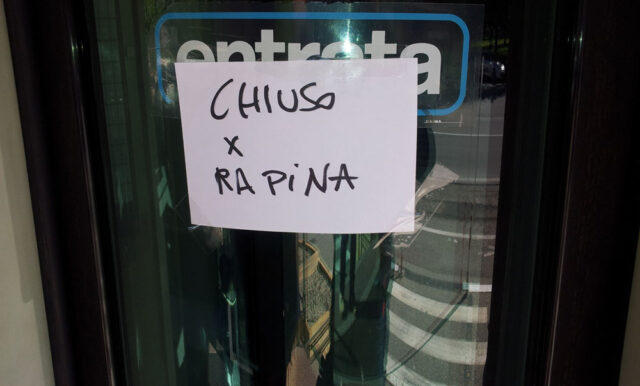 entrata
CHIUSO
x
RAPiNA